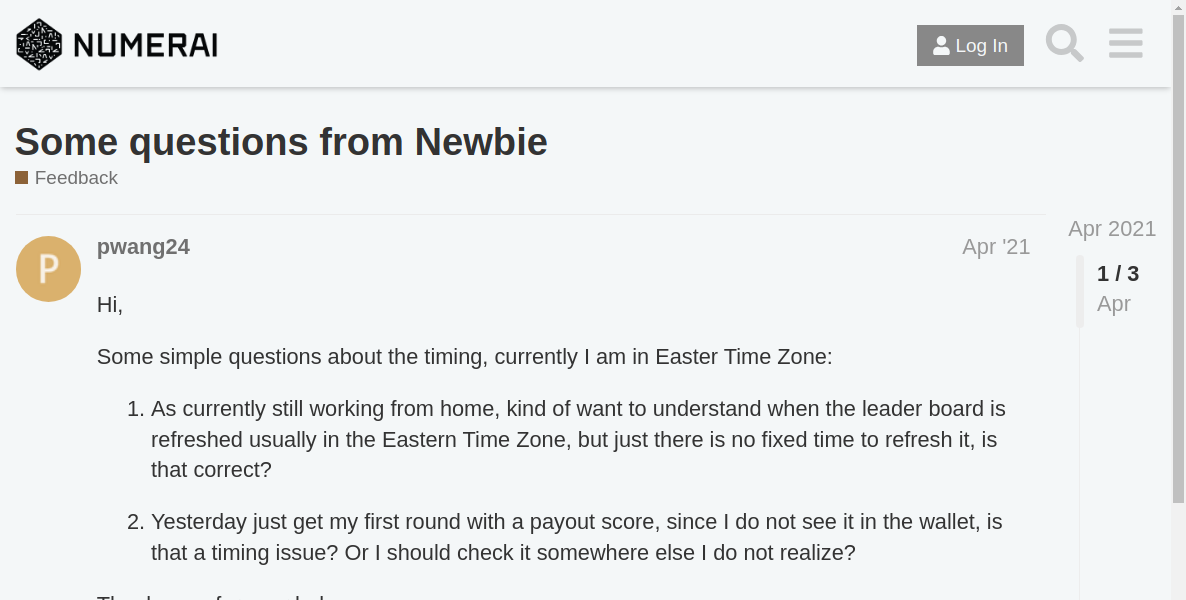 NUMERAI
Log In
Some questions from Newbie
Feedback
Apr 2021
pwang24
Apr '21
1 / 3
Apr
P
Hi,
Some simple questions about the timing, currently I am in Easter Time Zone:
1. As currently still working from home, kind of want to understand when the leader board is
refreshed usually in the Eastern Time Zone, but just there is no fixed time to refresh it, is
that correct?
2. Yesterday just get my first round with a payout score, since I do not see it in the wallet, is
that a timing issue? Or I should check it somewhere else I do not realize?